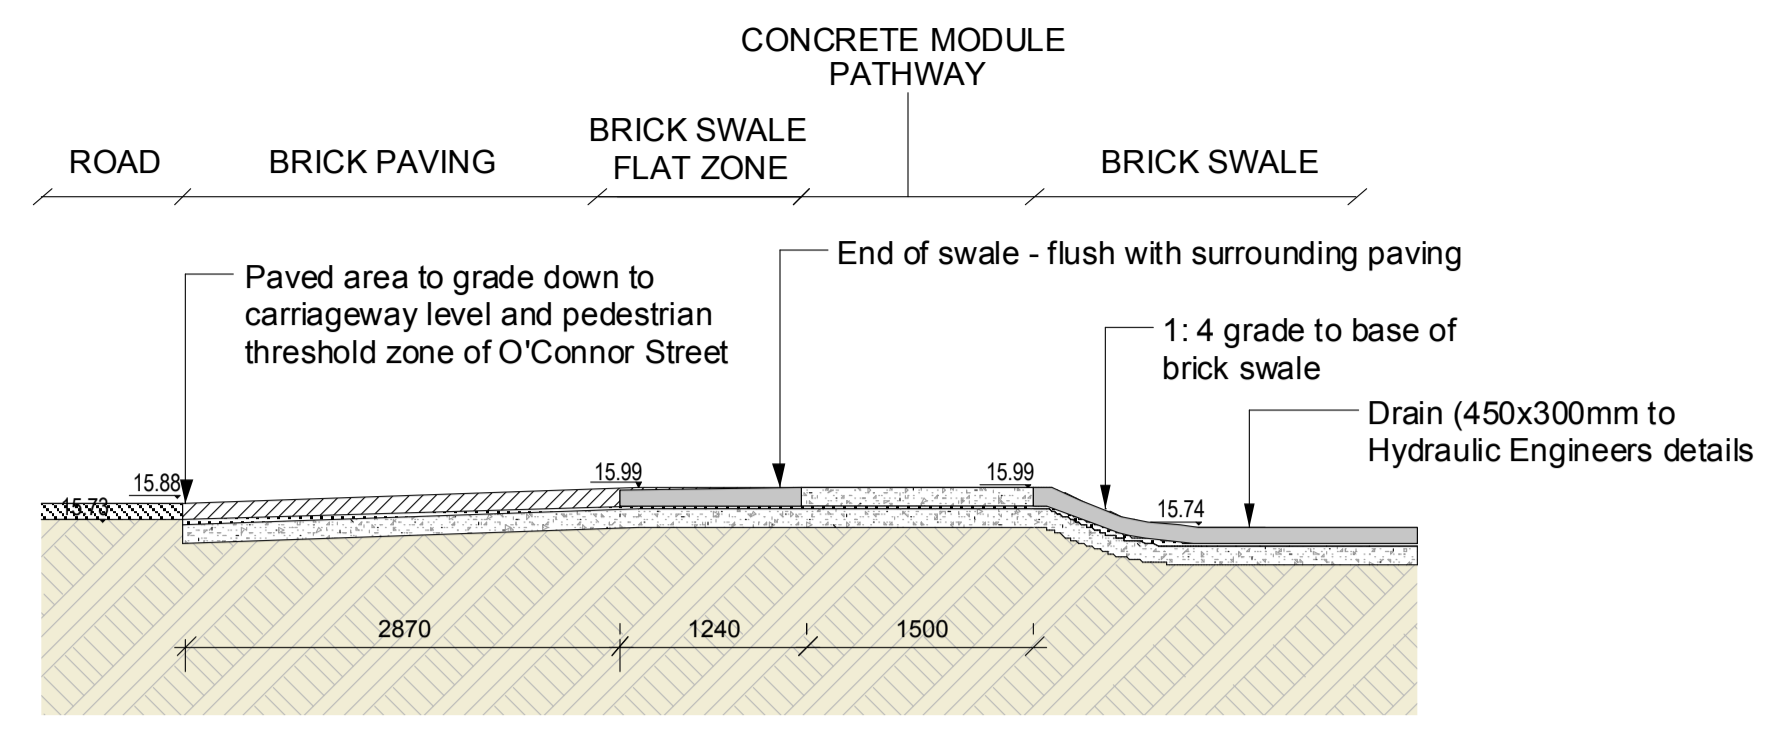 CONCRETE MODULE
PATHWAY
BRICK SWALE
FLAT ZONE
ROAD
BRICK PAVING
BRICK SWALE
End of swale - flush with surrounding paving
Paved area to grade down to
carriageway level and pedestrian
threshold zone of O'Connor Street
1: 4 grade to base of
brick swale
Drain (450x300mm to
Hydraulic Engineers details
15.88
15.99
15.99
15.73
15.74
2870
1240
1500